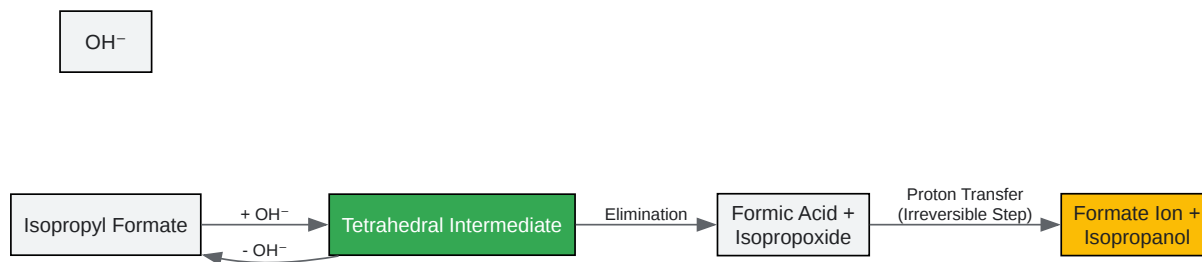 OH⁻
Isopropyl Formate
+ OH⁻
- OH⁻
Tetrahedral Intermediate
Elimination
Formic Acid +
Isopropoxide
Proton Transfer
(Irreversible Step)
Formate Ion +
Isopropanol